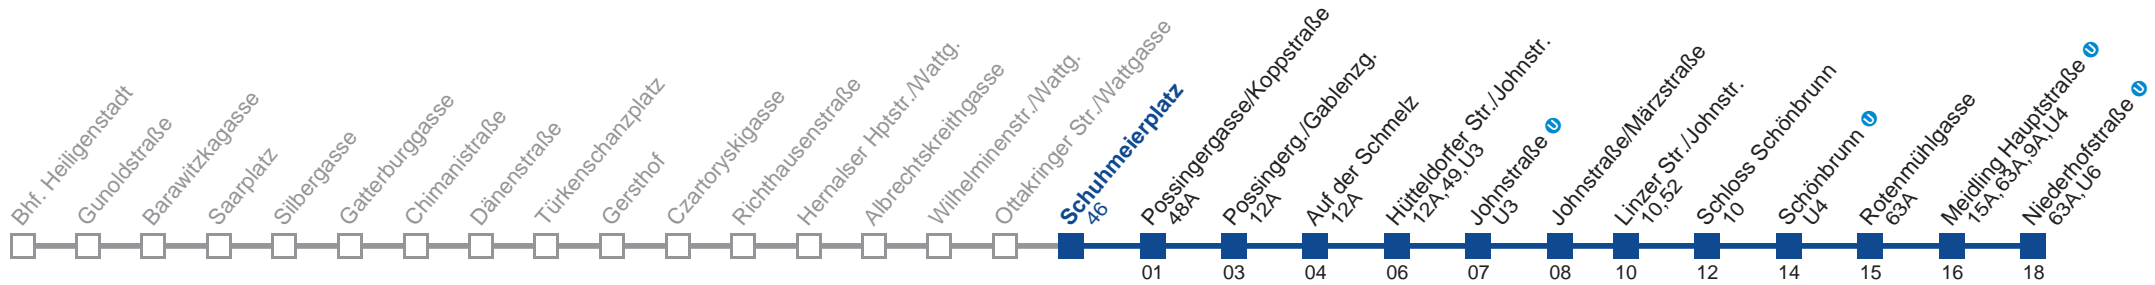 Bhf. Heiligenstadt
Gunoldstraße
Barawitzkagasse
Saarplatz
Silbergasse
Gatterburggasse
Chimanistraße
Dänenstraße
Türkenschanzplatz
Gersthof
Czartoryskigasse
Richthausenstraße
Hernalser Hptstr./Wattg.
Albrechtskreithgasse
Wilhelminenstr./Wattg.
Ottakringer Str./Wattgasse
Schuhmeierplatz
46
Possingergasse/Koppstraße
48A
01
Possingerg./Gablenzg.
12A
03
Auf der Schmelz
12A
04
Hütteldorfer Str./Johnstr.
12A,49,U3
06
Johnstraße U
U3
07
Johnstraße/Märzstraße
08
Linzer Str./Johnstr.
10,52
10
Schloss Schönbrunn
10
12
Schönbrunn U
U4
14
Rotenmühlgasse
63A
15
Meidling Hauptstraße U
15A,63A,9A,U4
16
Niederhofstraße U
63A,U6
18